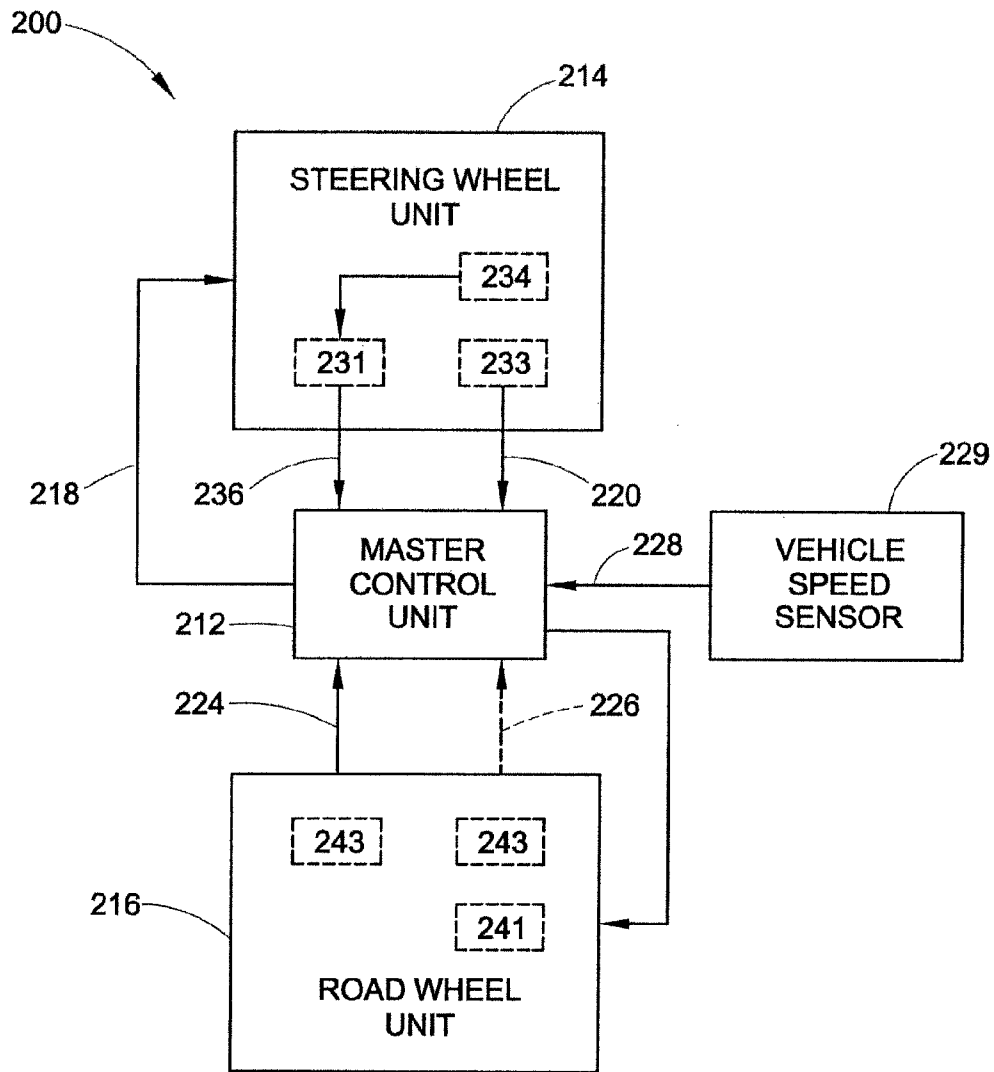 200
214
STEERING WHEEL
UNIT
234
231
233
218
236
220
229
MASTER
CONTROL
UNIT
228
VEHICLE
SPEED
SENSOR
212
224
226
243
243
216
241
ROAD WHEEL
UNIT